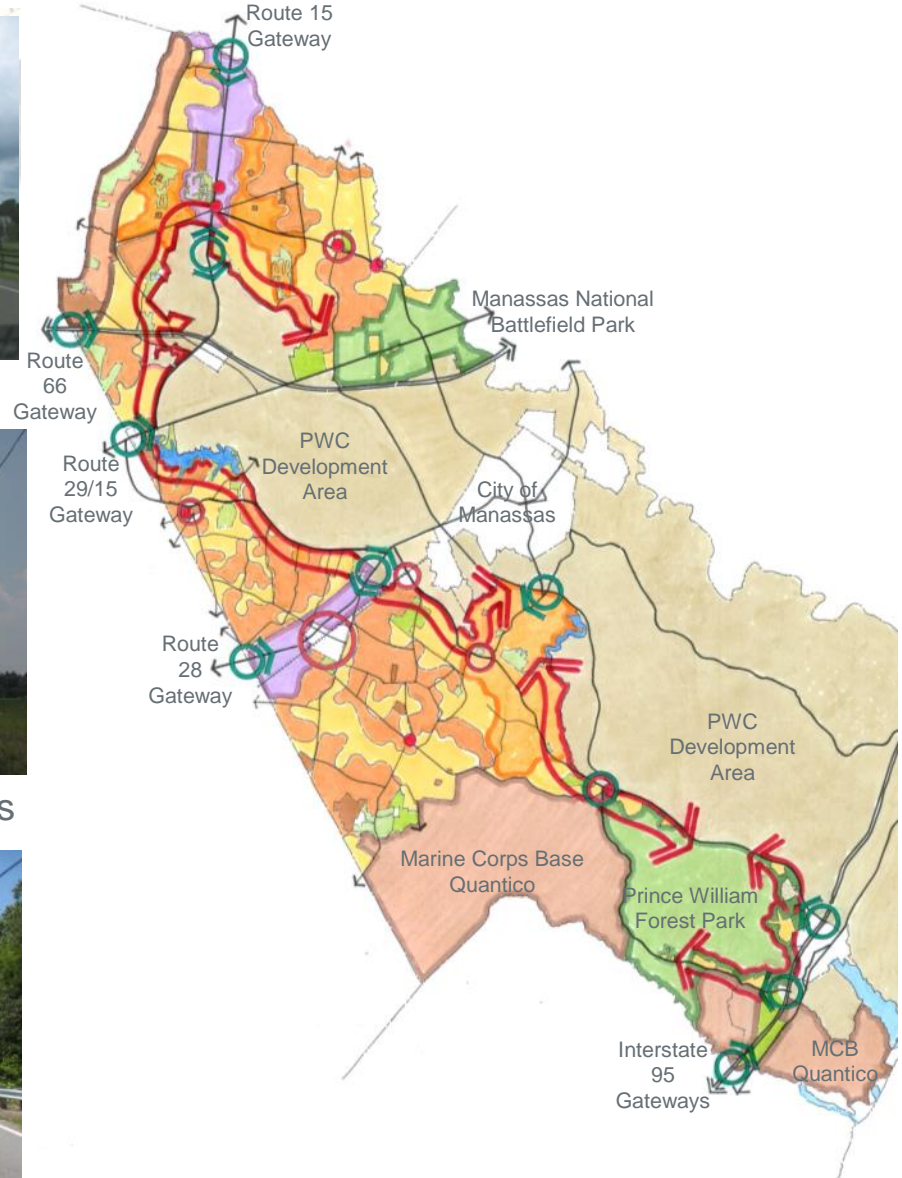 Route 15
Gateway
Manassas National
Battlefield Park
Route
66
Gateway
PWC
Development
Area
Route
29/15
Gateway
City of
Manassas
Route
28
Gateway
PWC
Development
Area
s
Marine Corps Base
Quantico
Prince William
Forest Park
Interstate
95
Gateways
MCB
Quantico